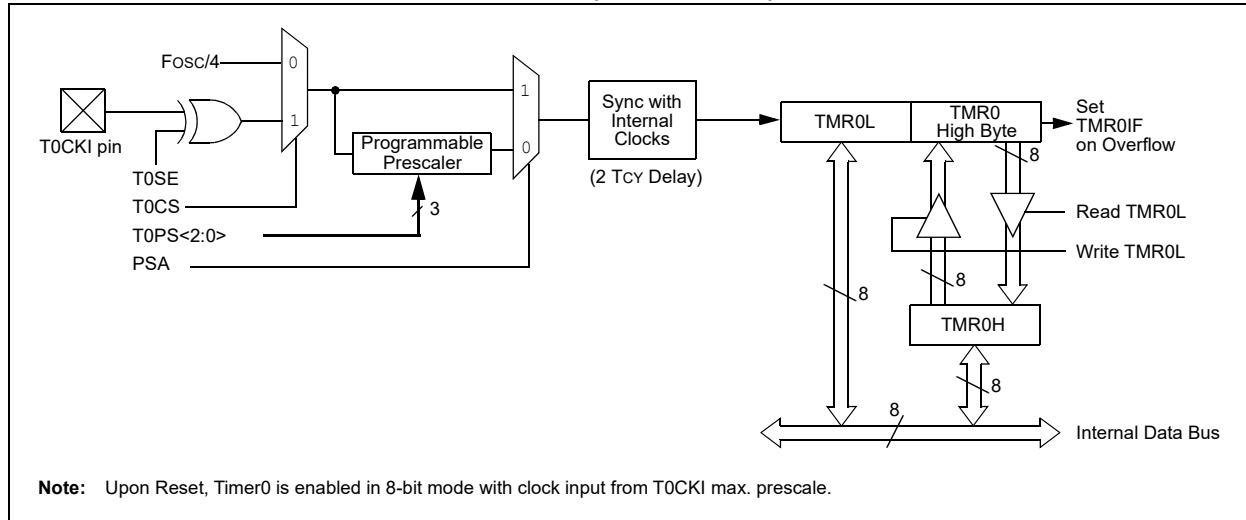 FOSC/4
0
1
T0CKI pin
T0SE
T0CS
T0PS<2:0>
PSA
Programmable
Prescaler
3
1
0
Sync with
Internal
Clocks
(2 TCY Delay)
TMR0L
TMR0
High Byte
Set
TMR0IF
on Overflow
8
Read TMR0L
Write TMR0L
8
8
TMR0H
8
8
Internal Data Bus
Note: Upon Reset, Timer0 is enabled in 8-bit mode with clock input from T0CKI max. prescale.